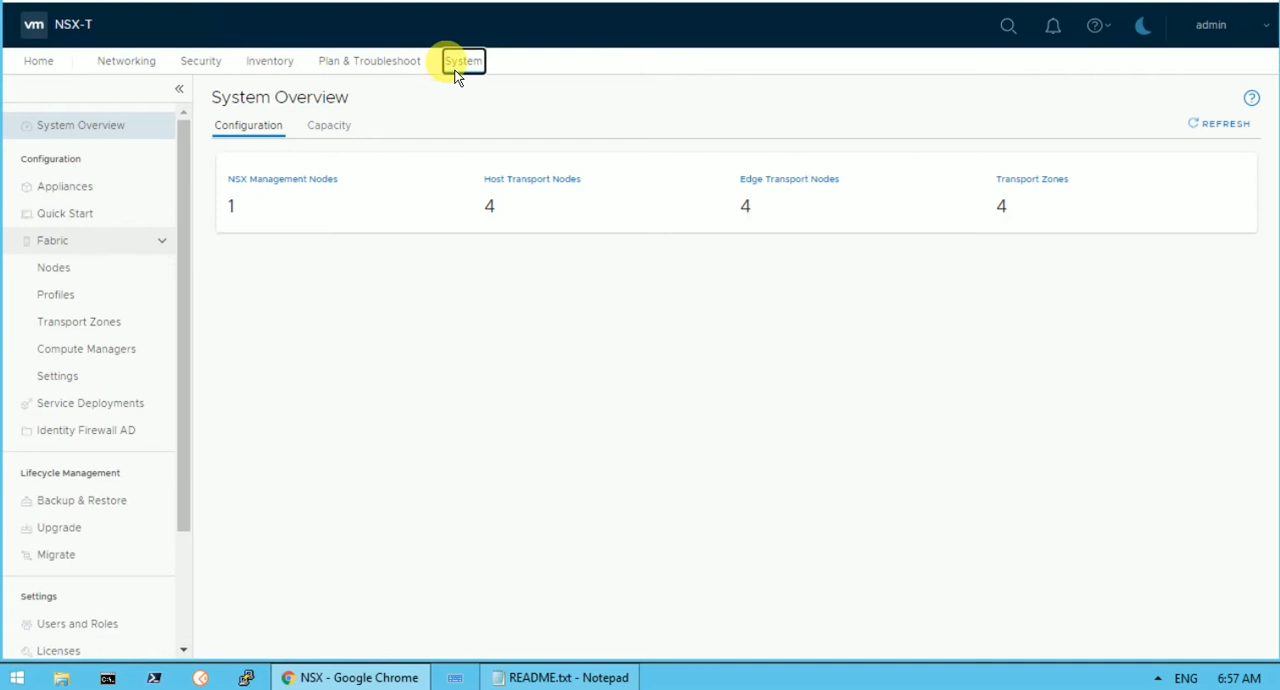 vm NSX-T
admin
Home Networking Security Inventory Plan & Troubleshoot System
System Overview
Configuration
Appliances
Quick Start
Fabric
Nodes
Profiles
Transport Zones
Compute Managers
Settings
Service Deployments
Identity Firewall AD
Lifecycle Management
Backup & Restore
Upgrade
Migrate
Settings
Users and Roles
Licenses
System Overview
Configuration Capacity
REFRESH
NSX Management Nodes Host Transport Nodes Edge Transport Nodes Transport Zones
1 4 4 4
NSX - Google Chrome README.txt - Notepad ENG 6:57 AM